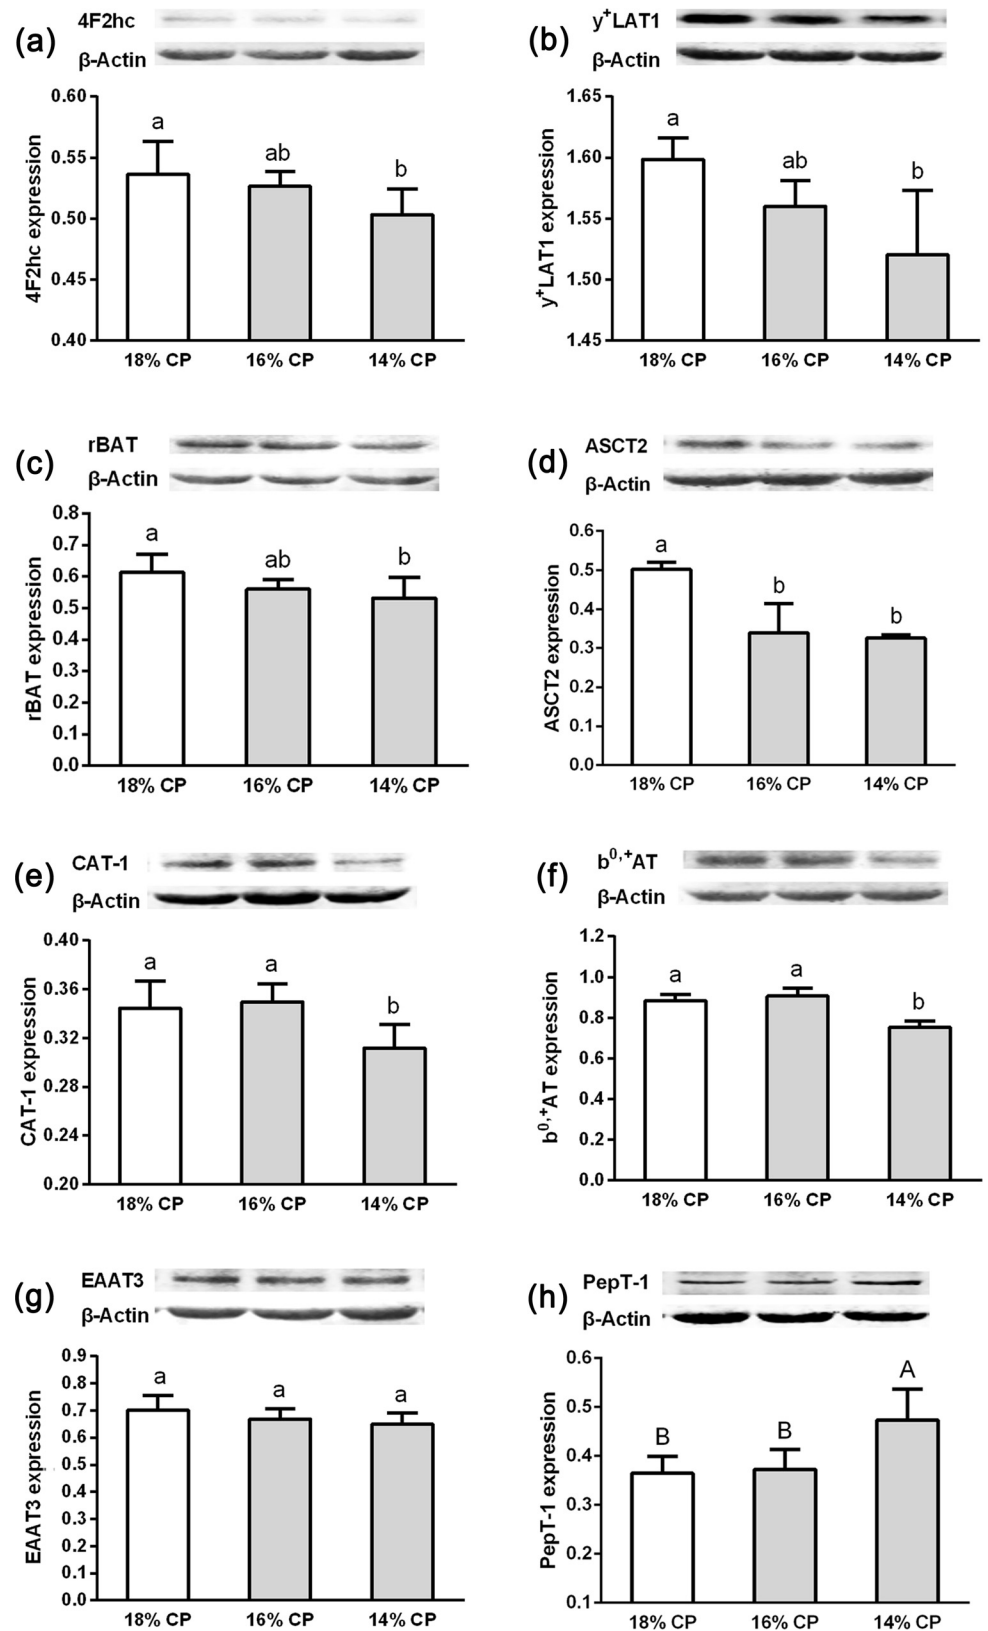 (a)
4F2hc
β-Actin
4F2hc expression
0.60
0.55
0.50
0.45
0.40
a
ab
b
18% CP 16% CP 14% CP
(b)
y⁺LAT1
β-Actin
y⁺LAT1 expression
1.65
1.60
1.55
1.50
1.45
a
ab
b
18% CP 16% CP 14% CP
(c)
rBAT
β-Actin
rBAT expression
0.8
0.7
0.6
0.5
0.4
0.3
0.2
0.1
0.0
a
ab
b
18% CP 16% CP 14% CP
(d)
ASCT2
β-Actin
ASCT2 expression
0.6
0.5
0.4
0.3
0.2
0.1
0.0
a
b
b
18% CP 16% CP 14% CP
(e)
CAT-1
β-Actin
CAT-1 expression
0.40
0.36
0.32
0.28
0.24
0.20
a
a
b
18% CP 16% CP 14% CP
(f)
b⁰,⁺AT
β-Actin
b⁰,⁺AT expression
1.2
1.0
0.8
0.6
0.4
0.2
0.0
a
a
b
18% CP 16% CP 14% CP
(g)
EAAT3
β-Actin
EAAT3 expression
0.9
0.8
0.7
0.6
0.5
0.4
0.3
0.2
0.1
0.0
a
a
a
18% CP 16% CP 14% CP
(h)
PepT-1
β-Actin
PepT-1 expression
0.6
0.5
0.4
0.3
0.2
0.1
B
B
A
18% CP 16% CP 14% CP